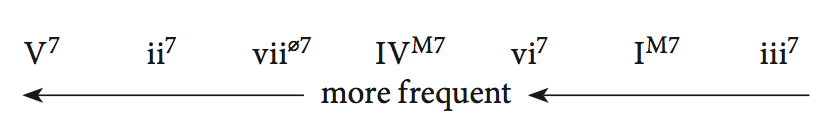 V⁷ ii⁷ viiø⁷ IVᴹ⁷ vi⁷ Iᴹ⁷ iii⁷
more frequent